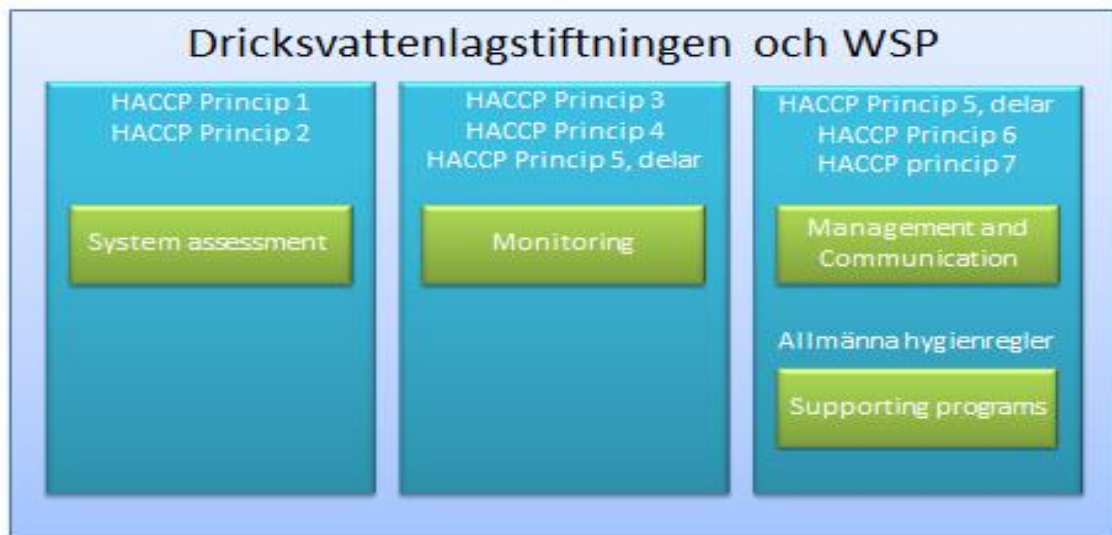 Dricksvattenlagstiftningen och WSP
HACCP Princip 1
HACCP Princip 2
System assessment
HACCP Princip 3
HACCP Princip 4
HACCP Princip 5, delar
Monitoring
HACCP Princip 5, delar
HACCP Princip 6
HACCP princip 7
Management and
Communication
Allmänna hygienregler
Supporting programs